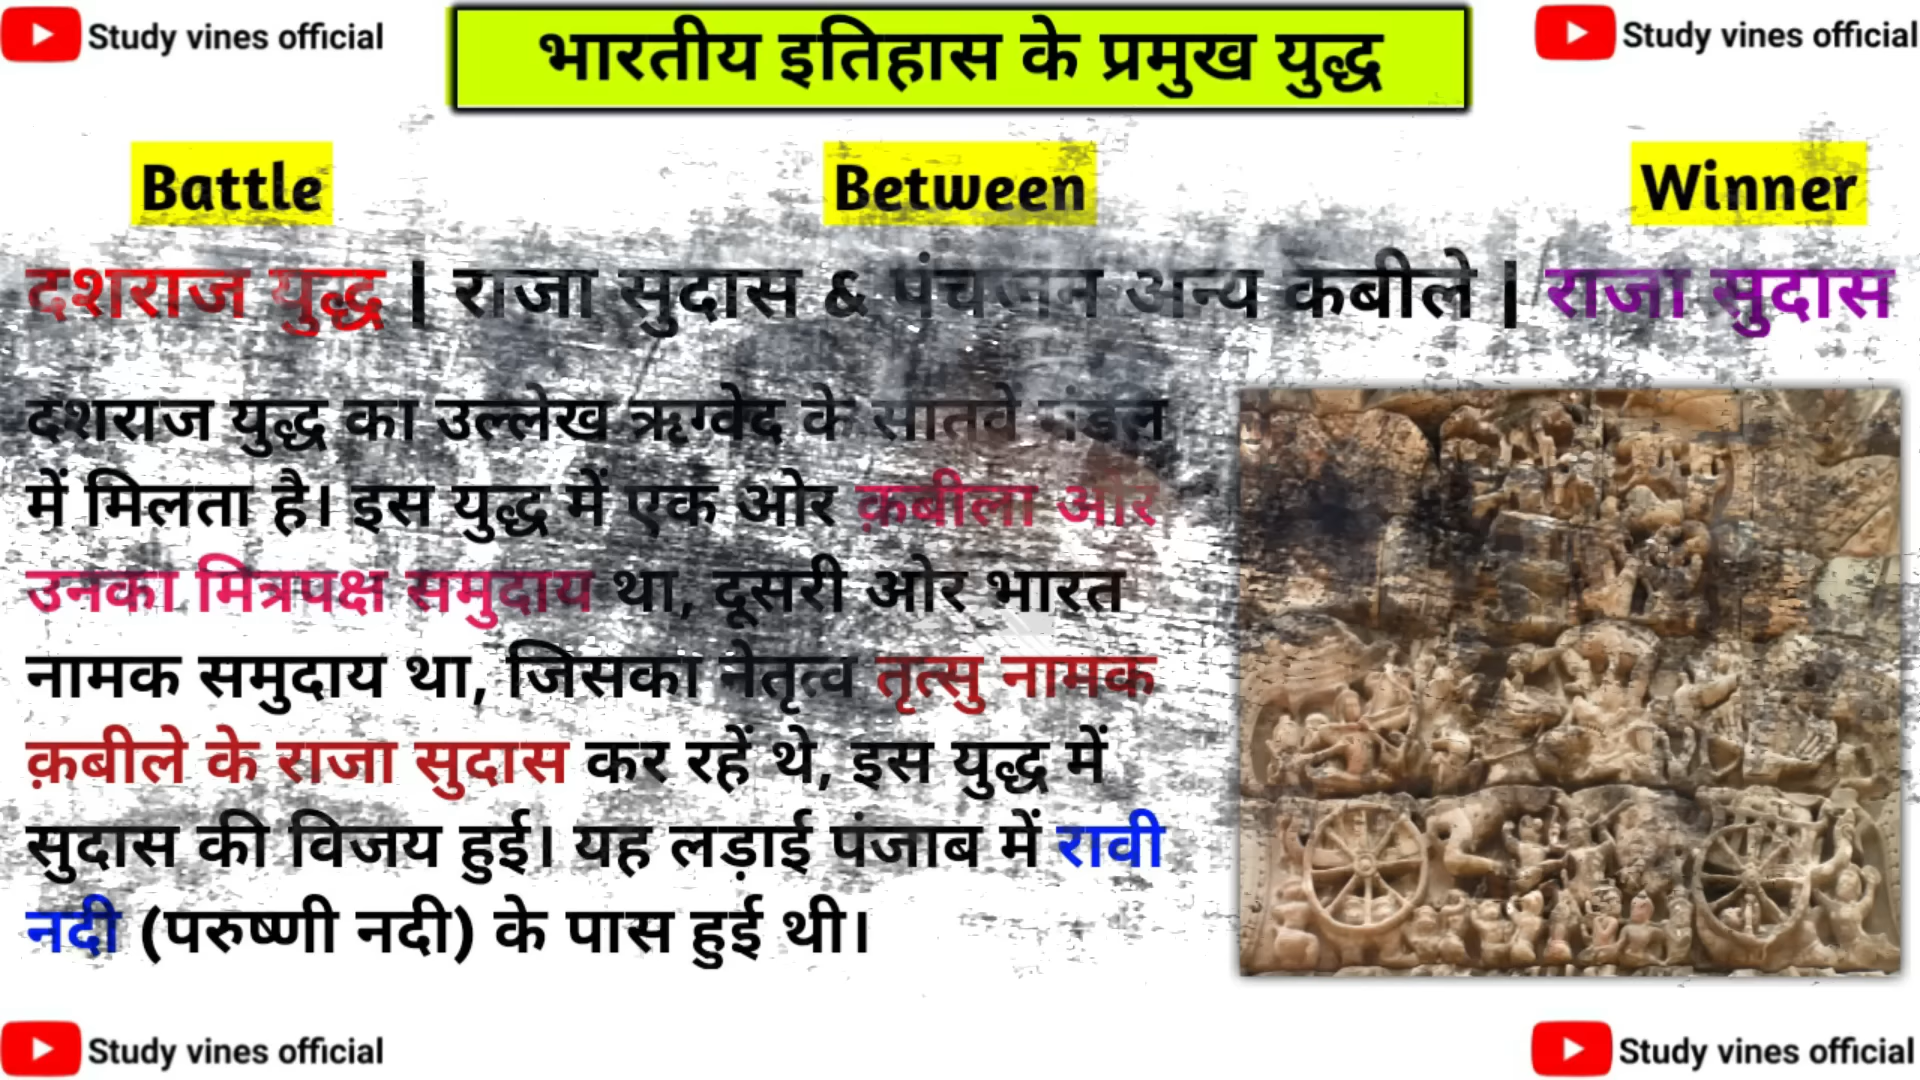 Study vines official
भारतीय इतिहास के प्रमुख युद्ध
Study vines official
Battle Between Winner
दशराज युद्ध | राजा सुदास & पंचजन अन्य कबीले | राजा सुदास
दशराज युद्ध का उल्लेख ऋग्वेद के सातवे मंडल
में मिलता है। इस युद्ध में एक ओर क़बीला और
उनका मित्रपक्ष समुदाय था, दूसरी ओर भारत
नामक समुदाय था, जिसका नेतृत्व तृत्सु नामक
क़बीले के राजा सुदास कर रहें थे, इस युद्ध में
सुदास की विजय हुई। यह लड़ाई पंजाब में रावी
नदी (परुष्णी नदी) के पास हुई थी।
Study vines official
Study vines official